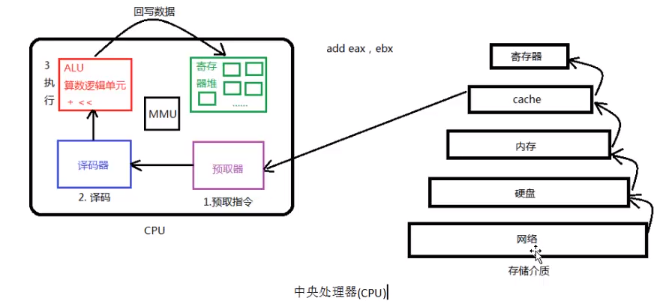 回写数据
add eax，ebx
3
执
行
ALU
算数逻辑单元
+ <<
寄存
器堆
......
MMU
译码器
预取器
2. 译码
1.预取指令
CPU
寄存器
cache
内存
硬盘
网络
存储介质
中央处理器(CPU)